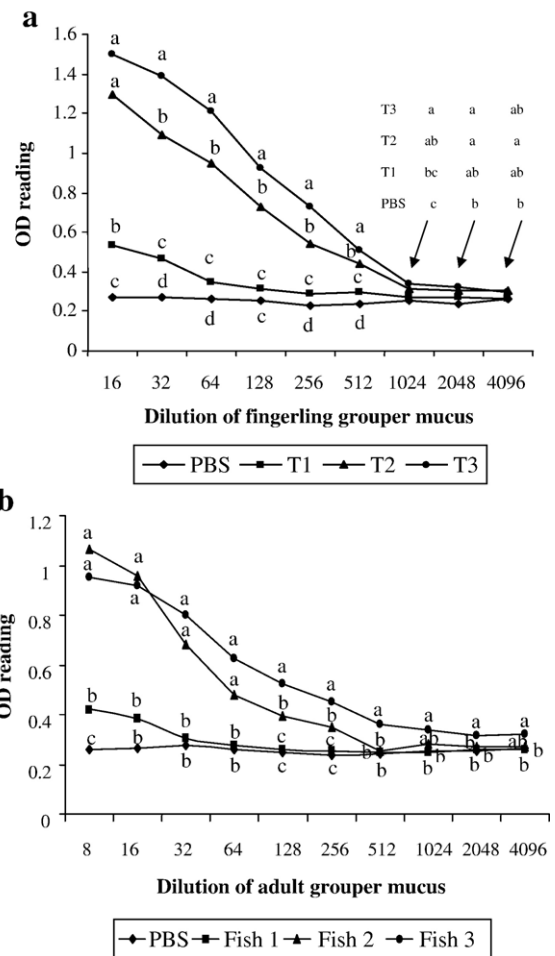 a
1.6
1.4
1.2
1
0.8
0.6
0.4
0.2
0
OD reading
a a a a a a
a b b b b b
b c c c c c
c d d c d d
T3 a a ab
T2 ab a a
T1 bc ab ab
PBS c b b
16 32 64 128 256 512 1024 2048 4096
Dilution of fingerling grouper mucus
PBS T1 T2 T3
b
1.2
1
0.8
0.6
0.4
0.2
0
OD reading
a a a a a a a a a a
a a a a b b b ab b ab
b b b b c c b b b b
c b b b c c b b b b
8 16 32 64 128 256 512 1024 2048 4096
Dilution of adult grouper mucus
PBS Fish 1 Fish 2 Fish 3